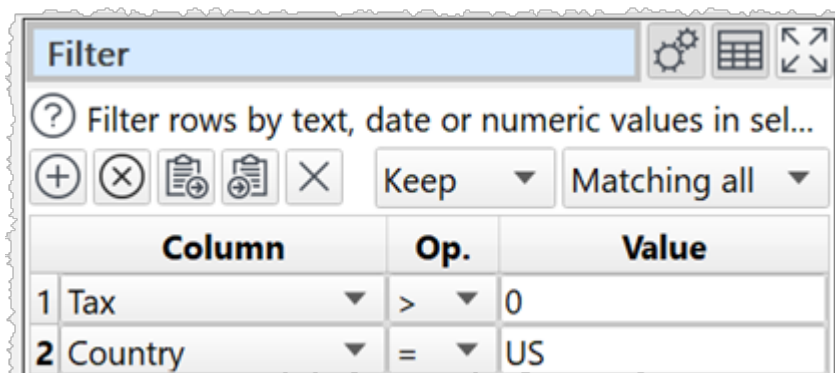 Filter
Filter rows by text, date or numeric values in sel...
Keep Matching all
Column Op. Value
1 Tax > 0
2 Country = US